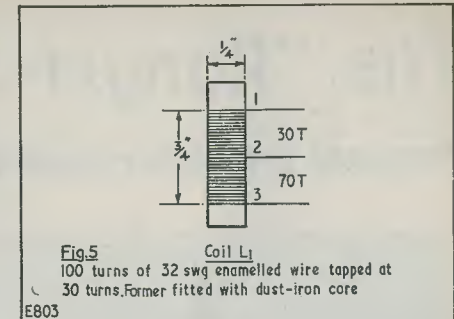 1/4"
1
3/4"
30T
2
70T
3
Fig.5 Coil L1
100 turns of 32 swg enamelled wire tapped at
30 turns. Former fitted with dust-iron core
E803